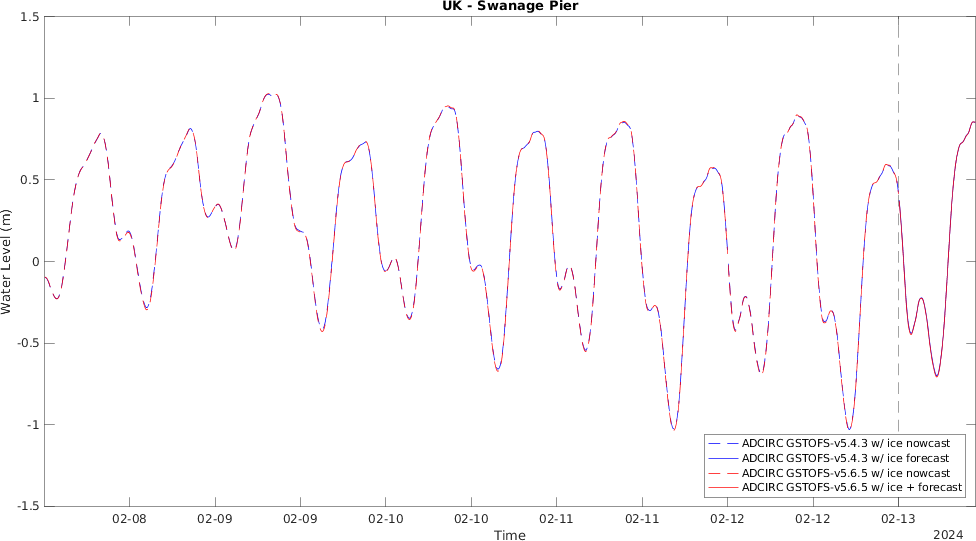 UK - Swanage Pier
1.5
1
0.5
0
-0.5
-1
-1.5
Water Level (m)
02-08
02-09
02-09
02-10
02-10
02-11
02-11
02-12
02-12
02-13
Time
2024
ADCIRC GSTOFS-v5.4.3 w/ ice nowcast
ADCIRC GSTOFS-v5.4.3 w/ ice forecast
ADCIRC GSTOFS-v5.6.5 w/ ice nowcast
ADCIRC GSTOFS-v5.6.5 w/ ice + forecast